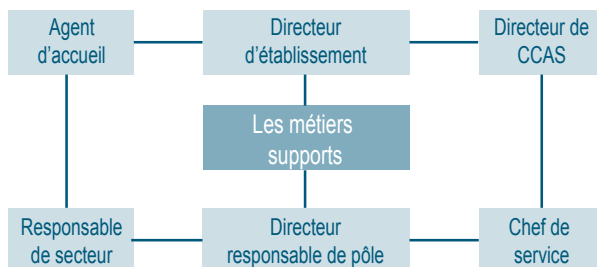 Agent
d'accueil
Directeur
d'établissement
Directeur de
CCAS
Les métiers
supports
Responsable
de secteur
Directeur
responsable de pôle
Chef de
service